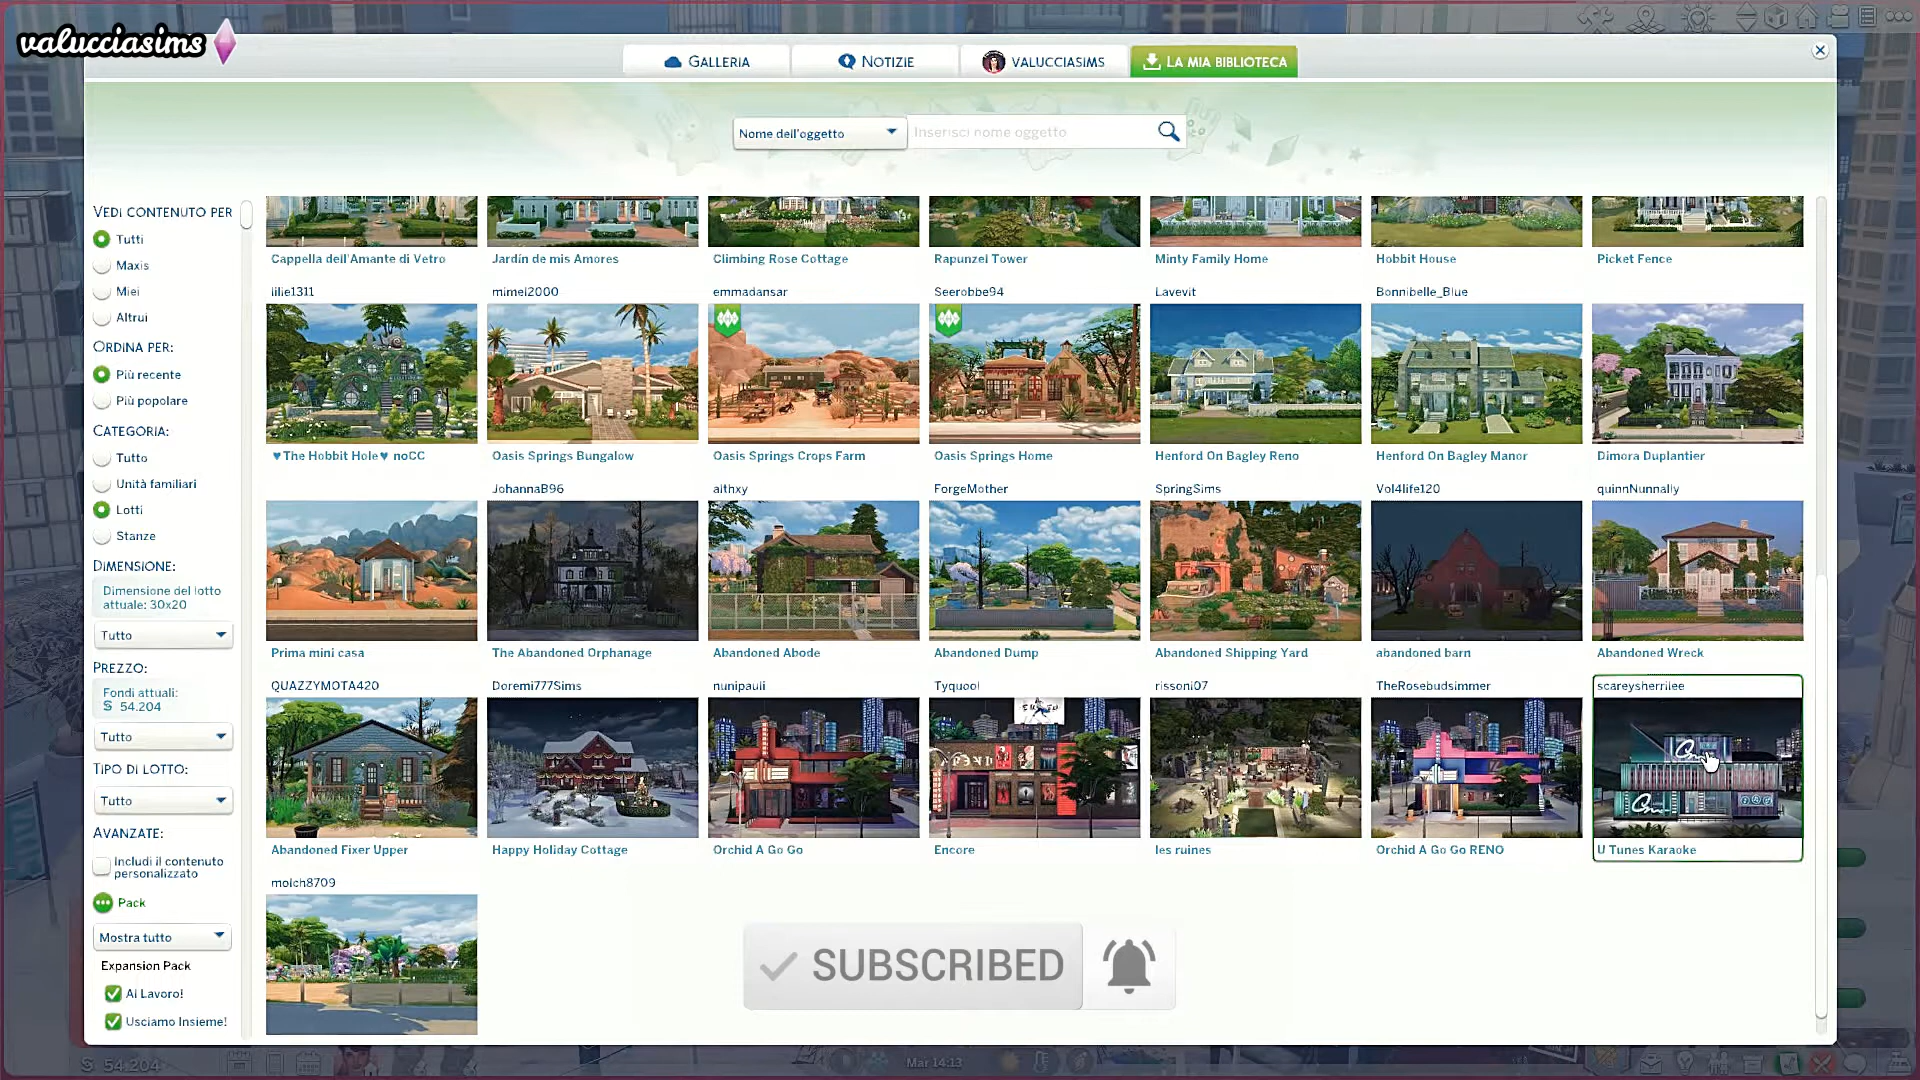 valucciasims
GALLERIA
NOTIZIE
VALUCCIASIMS
LA MIA BIBLIOTECA
Nome dell'oggetto
Inserisci nome oggetto
VEDI CONTENUTO PER
Tutti
Maxis
Miei
Altrui
ORDINA PER:
Più recente
Più popolare
CATEGORIA:
Tutto
Unità familiari
Lotti
Stanze
DIMENSIONE:
Dimensione del lotto
attuale: 30x20
Tutto
PREZZO:
Fondi attuali:
§ 54.204
Tutto
TIPO DI LOTTO:
Tutto
AVANZATE:
Includi il contenuto
personalizzato
Pack
Mostra tutto
Expansion Pack
Al Lavoro!
Usciamo Insieme!
Cappella dell'Amante di Vetro
Jardín de mis Amores
Climbing Rose Cottage
Rapunzel Tower
Minty Family Home
Hobbit House
Picket Fence
lilie1311
mimei2000
emmadansar
Seerobbe94
Lavevit
Bonnibelle_Blue
♥The Hobbit Hole♥ noCC
Oasis Springs Bungalow
Oasis Springs Crops Farm
Oasis Springs Home
Henford On Bagley Reno
Henford On Bagley Manor
Dimora Duplantier
JohannaB96
aithxy
ForgeMother
SpringSims
Vol4life120
quinnNunnally
Prima mini casa
The Abandoned Orphanage
Abandoned Abode
Abandoned Dump
Abandoned Shipping Yard
abandoned barn
Abandoned Wreck
QUAZZYMOTA420
Doremi777Sims
nunipauli
Tyquool
rissoni07
TheRosebudsimmer
scareysherrilee
Abandoned Fixer Upper
Happy Holiday Cottage
Orchid A Go Go
Encore
les ruines
Orchid A Go Go RENO
U Tunes Karaoke
molch8709
SUBSCRIBED
§ 54.204
Mar 14:13